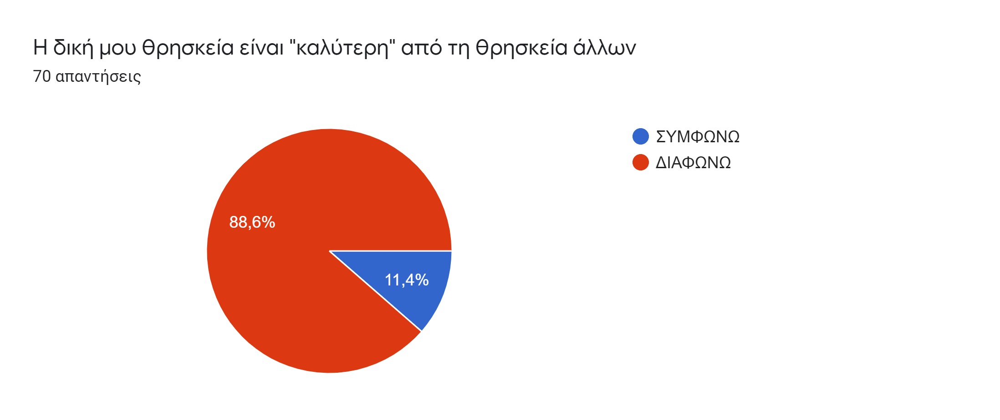 Η δική μου θρησκεία είναι "καλύτερη" από τη θρησκεία άλλων
70 απαντήσεις
ΣΥΜΦΩΝΩ
ΔΙΑΦΩΝΩ
88,6%
11,4%